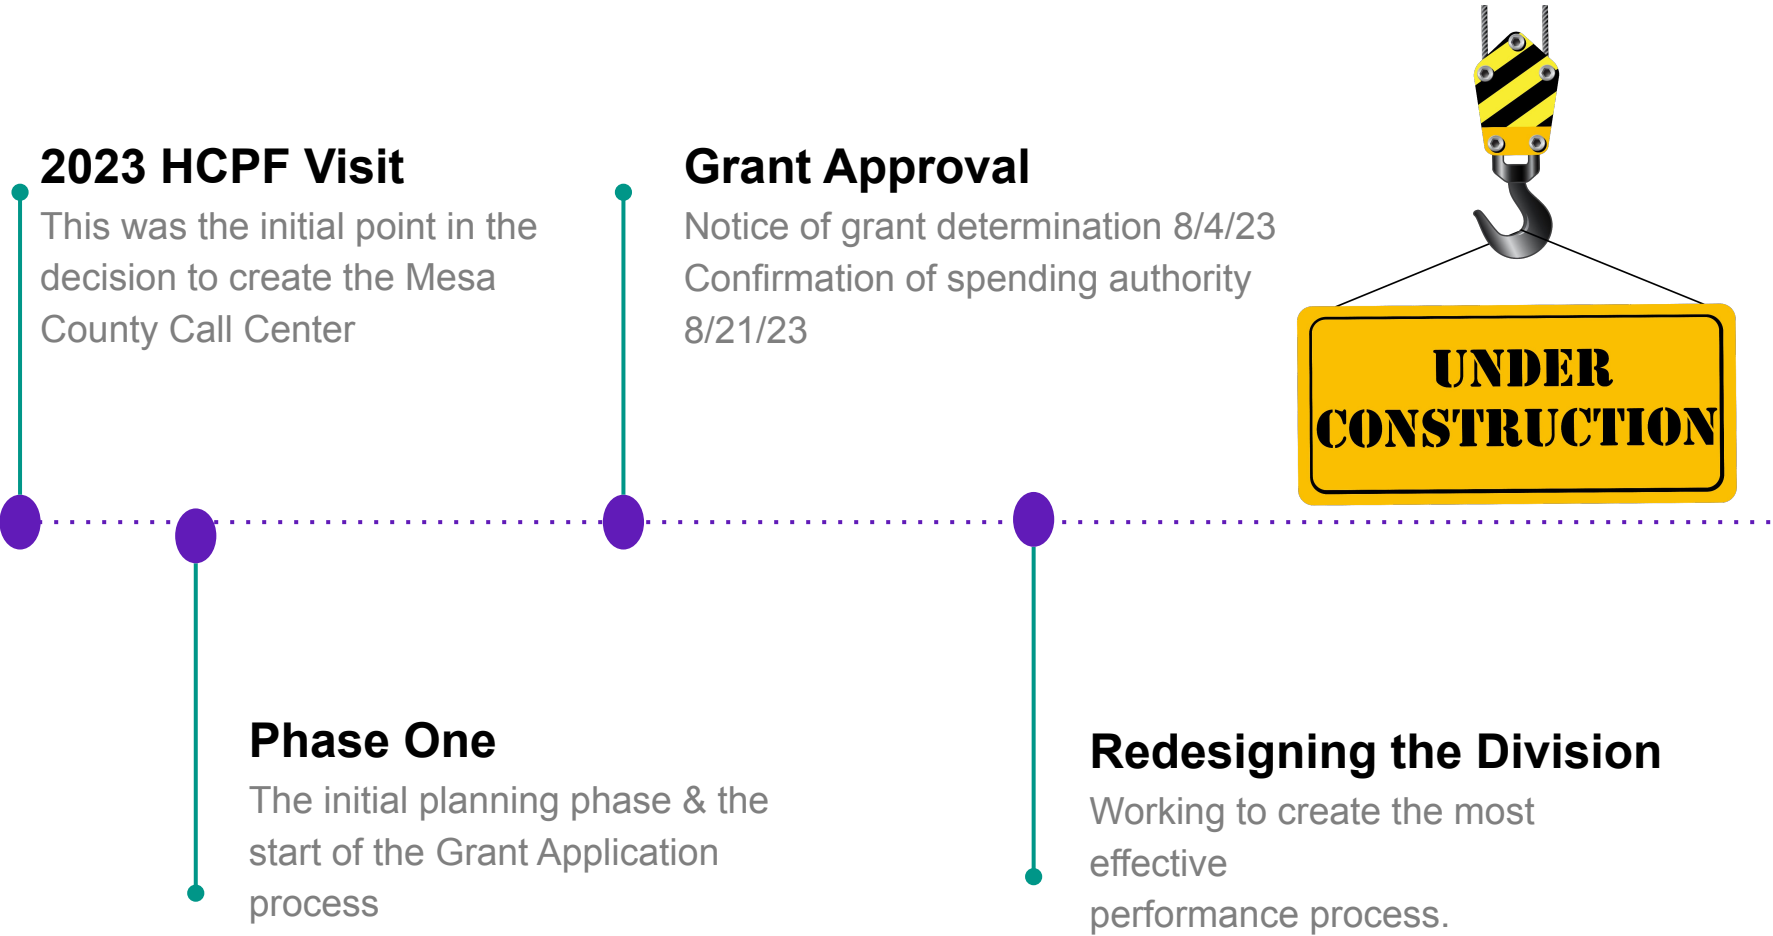 2023 HCPF Visit
This was the initial point in the
decision to create the Mesa
County Call Center
Grant Approval
Notice of grant determination 8/4/23
Confirmation of spending authority
8/21/23
UNDER
CONSTRUCTION
Phase One
The initial planning phase & the
start of the Grant Application
process
Redesigning the Division
Working to create the most
effective
performance process.